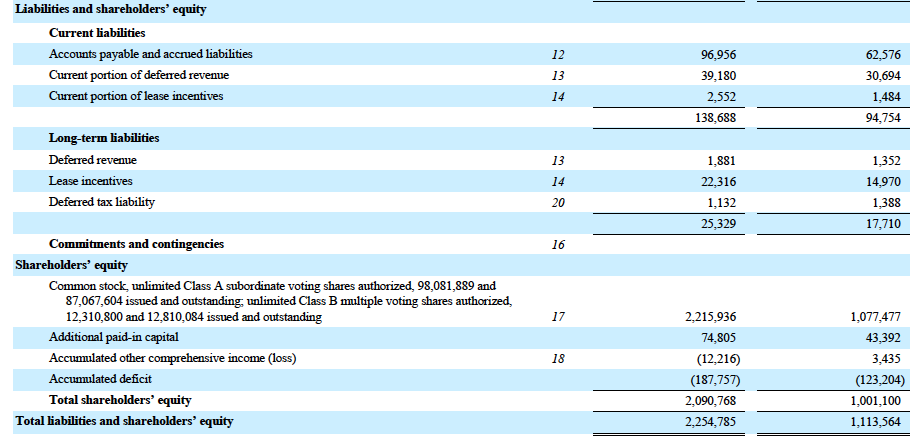 Liabilities and shareholders' equity
Current liabilities
Accounts payable and accrued liabilities 12 96,956 62,576
Current portion of deferred revenue 13 39,180 30,694
Current portion of lease incentives 14 2,552 1,484
138,688 94,754
Long-term liabilities
Deferred revenue 13 1,881 1,352
Lease incentives 14 22,316 14,970
Deferred tax liability 20 1,132 1,388
25,329 17,710
Commitments and contingencies 16
Shareholders' equity
Common stock, unlimited Class A subordinate voting shares authorized, 98,081,889 and
87,067,604 issued and outstanding; unlimited Class B multiple voting shares authorized,
12,310,800 and 12,810,084 issued and outstanding 17 2,215,936 1,077,477
Additional paid-in capital 74,805 43,392
Accumulated other comprehensive income (loss) 18 (12,216) 3,435
Accumulated deficit (187,757) (123,204)
Total shareholders' equity 2,090,768 1,001,100
Total liabilities and shareholders' equity 2,254,785 1,113,564